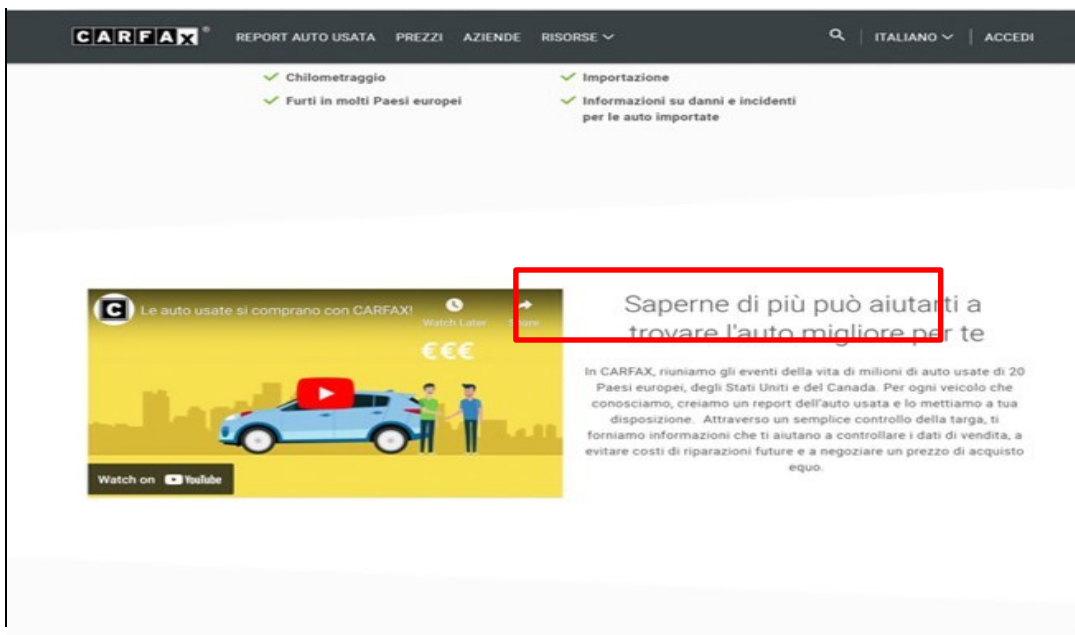 CARFAX®
REPORT AUTO USATA PREZZI AZIENDE RISORSE ITALIANO ACCEDI
Chilometraggio
Furti in molti Paesi europei
Importazione
Informazioni su danni e incidenti
per le auto importate
C
Le auto usate si comprano con CARFAX!
Watch Later
Share
€€€
Watch on YouTube
Saperne di più può aiutarti a
trovare l'auto migliore per te
In CARFAX, riuniamo gli eventi della vita di milioni di auto usate di 20
Paesi europei, degli Stati Uniti e del Canada. Per ogni veicolo che
conosciamo, creiamo un report dell'auto usata e lo mettiamo a tua
disposizione. Attraverso un semplice controllo della targa, ti
forniamo informazioni che ti aiutano a controllare i dati di vendita, a
evitare costi di riparazioni future e a negoziare un prezzo di acquisto
equo.